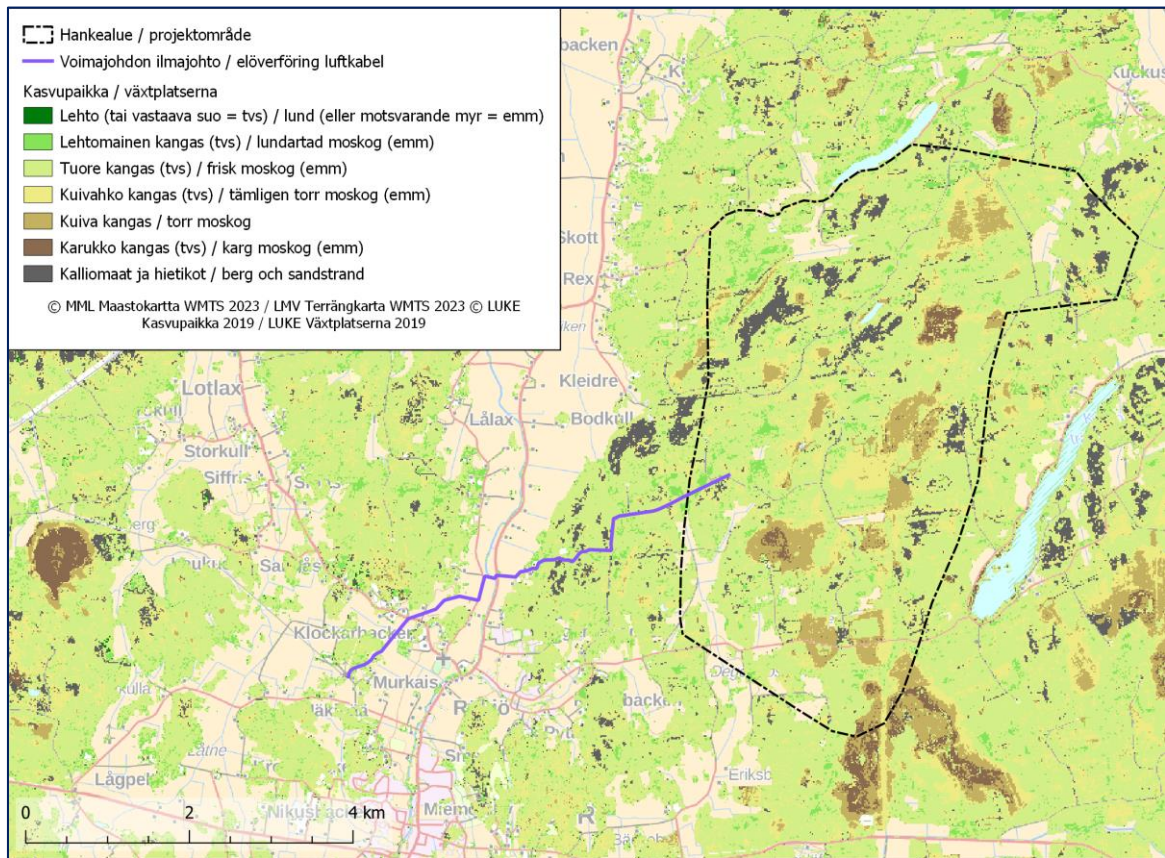 Hankealue / projektområde
Voimajohdon ilmajohto / elöverföring luftkabel
Kasvupaikka / växtplatserna
Lehto (tai vastaava suo = tvs) / lund (eller motsvarande myr = emm)
Lehtomainen kangas (tvs) / lundartad moskog (emm)
Tuore kangas (tvs) / frisk moskog (emm)
Kuivahko kangas (tvs) / tämligen torr moskog (emm)
Kuiva kangas / torr moskog
Karukko kangas (tvs) / karg moskog (emm)
Kalliomaat ja hietikot / berg och sandstrand
© MML Maastokartta WMTS 2023 / LMV Terrängkarta WMTS 2023 © LUKE
Kasvupaikka 2019 / LUKE Växtplatserna 2019
backen
Skott
Rex
Kleidre
Lotlax
Lålax
Bodkull
Storkull
Siffris
Klockarbacken
Murkais
Lågpel
Eriksb
Nikusbacken
Miemo
R
0 2 4 km